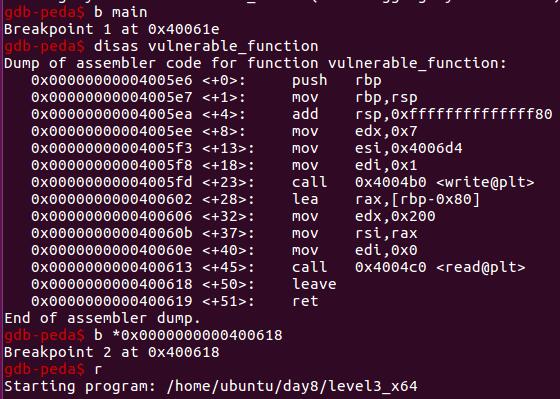 gdb-peda$ b main
Breakpoint 1 at 0x40061e
gdb-peda$ disas vulnerable_function
Dump of assembler code for function vulnerable_function:
   0x00000000004005e6 <+0>:     push   rbp
   0x00000000004005e7 <+1>:     mov    rbp,rsp
   0x00000000004005ea <+4>:     add    rsp,0xffffffffffffff80
   0x00000000004005ee <+8>:     mov    edx,0x7
   0x00000000004005f3 <+13>:    mov    esi,0x4006d4
   0x00000000004005f8 <+18>:    mov    edi,0x1
   0x00000000004005fd <+23>:    call   0x4004b0 <write@plt>
   0x0000000000400602 <+28>:    lea    rax,[rbp-0x80]
   0x0000000000400606 <+32>:    mov    edx,0x200
   0x000000000040060b <+37>:    mov    rsi,rax
   0x000000000040060e <+40>:    mov    edi,0x0
   0x0000000000400613 <+45>:    call   0x4004c0 <read@plt>
   0x0000000000400618 <+50>:    leave
   0x0000000000400619 <+51>:    ret
End of assembler dump.
gdb-peda$ b *0x0000000000400618
Breakpoint 2 at 0x400618
gdb-peda$ r
Starting program: /home/ubuntu/day8/level3_x64